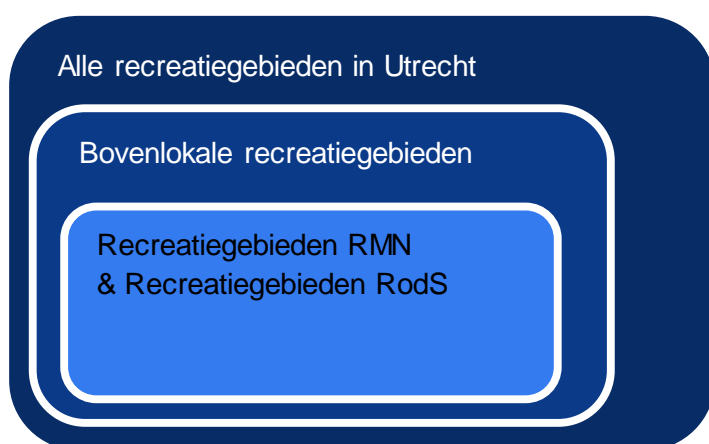 Alle recreatiegebieden in Utrecht
Bovenlokale recreatiegebieden
Recreatiegebieden RMN
& Recreatiegebieden RodS